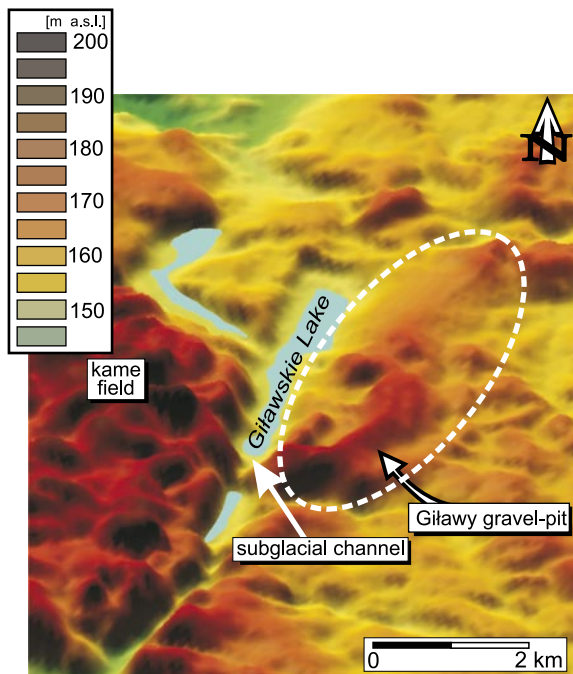 [m a.s.l.]
200
190
180
170
160
150
N
kame
field
Giławskie Lake
Giławy gravel-pit
subglacial channel
0 2 km